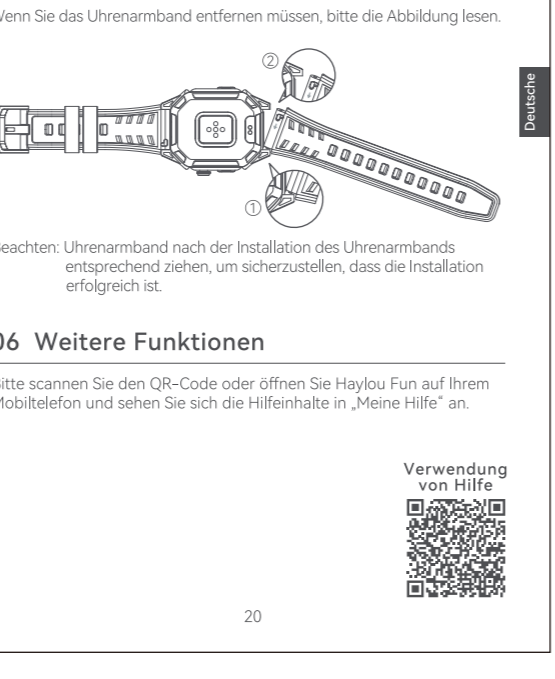 Wenn Sie das Uhrenarmband entfernen müssen, bitte die Abbildung lesen.
②
Deutsche
①
Beachten: Uhrenarmband nach der Installation des Uhrenarmbands
entsprechend ziehen, um sicherzustellen, dass die Installation
erfolgreich ist.
06 Weitere Funktionen
Bitte scannen Sie den QR-Code oder öffnen Sie Haylou Fun auf Ihrem
Mobiltelefon und sehen Sie sich die Hilfeinhalte in „Meine Hilfe“ an.
Verwendung
von Hilfe
20